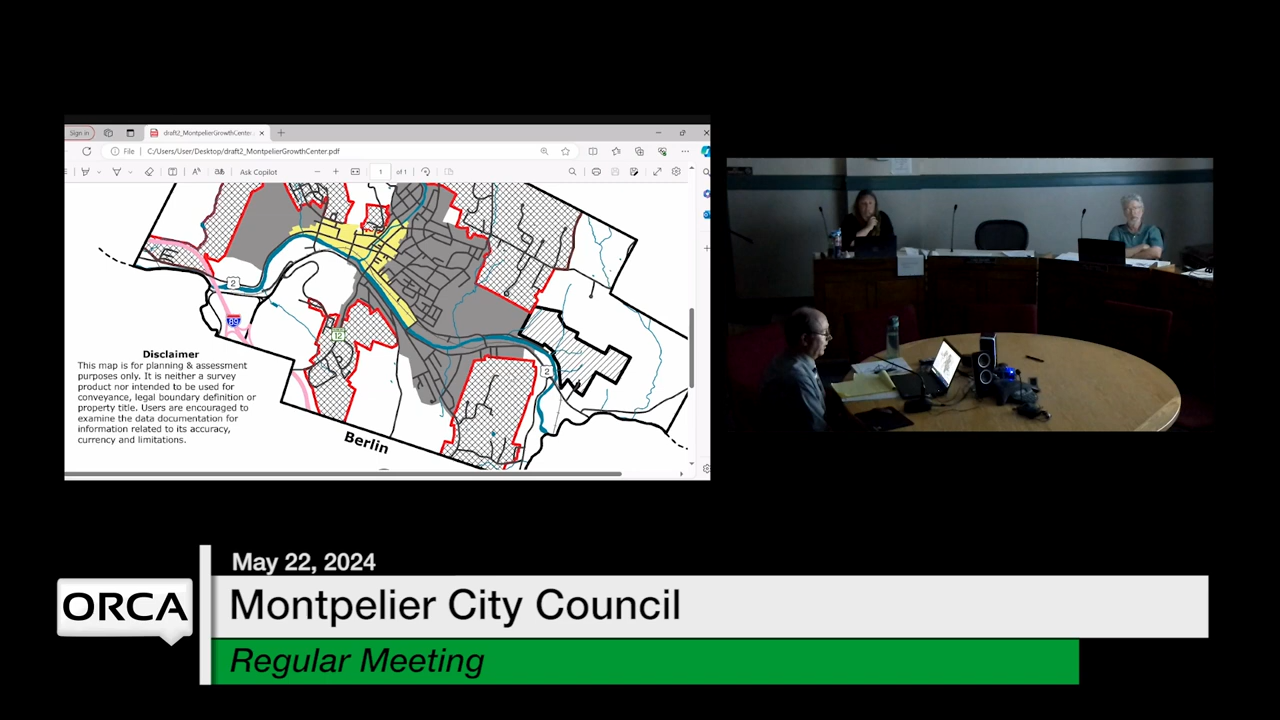 Sign in
draft2_MontpelierGrowthCenter.
File
C:/Users/User/Desktop/draft2_MontpelierGrowthCenter.pdf
Ask Copilot
1
of 1
2
89
12
2
Disclaimer
This map is for planning & assessment
purposes only. It is neither a survey
product nor intended to be used for
conveyance, legal boundary definition or
property title. Users are encouraged to
examine the data documentation for
information related to its accuracy,
currency and limitations.
Berlin
May 22, 2024
ORCA
Montpelier City Council
Regular Meeting